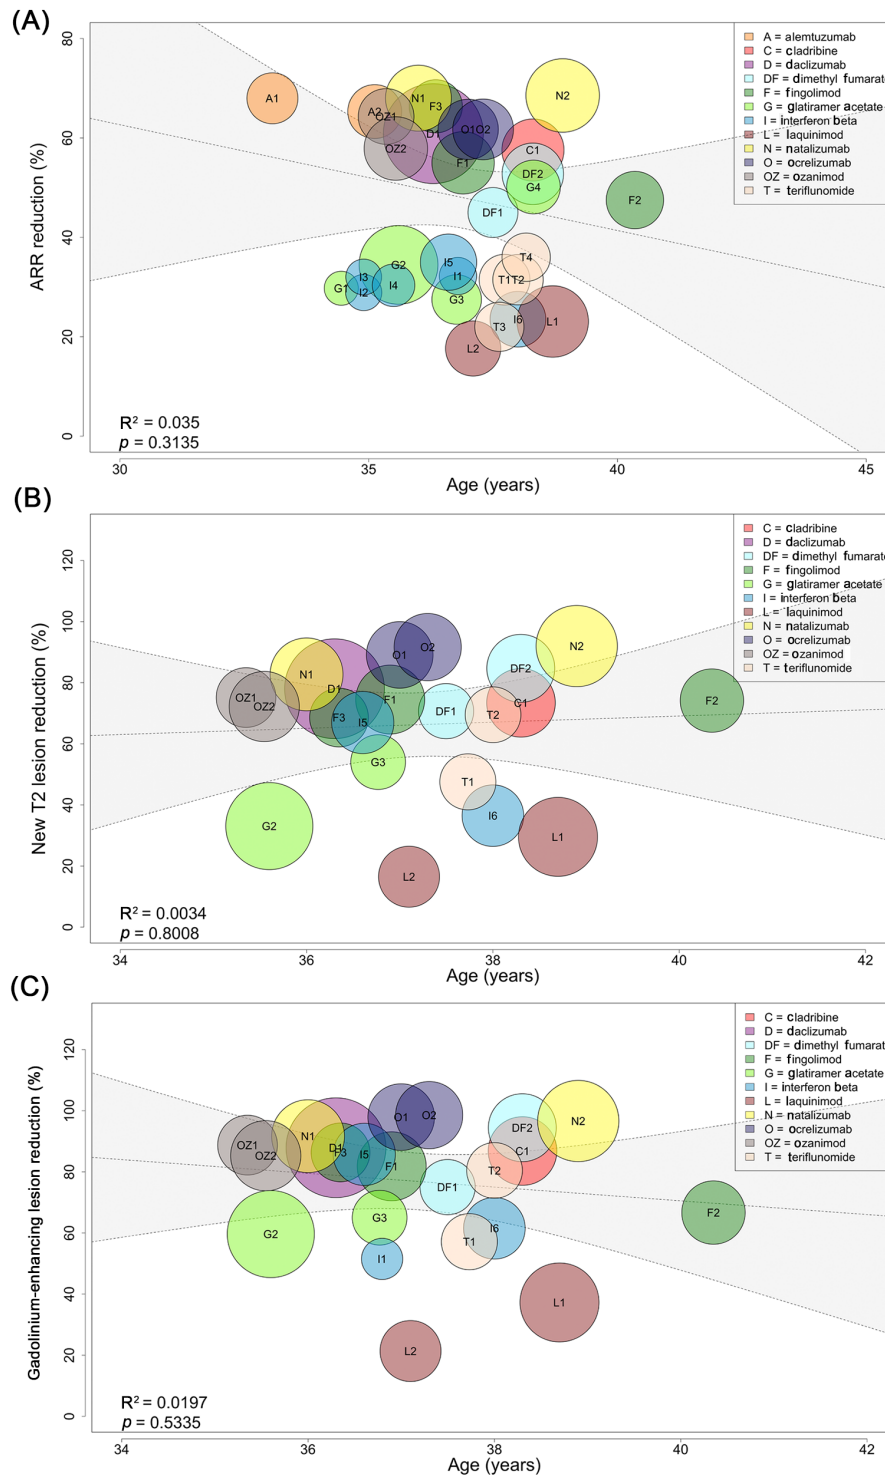 (A)
ARR reduction (%)
80
60
40
20
0
A1
A2
OZ1
OZ2
N1
F3
D1
O1
O2
F1
N2
C1
DF2
G4
DF1
F2
G1
I3
I2
I4
G2
I5
I1
G3
T4
T1
T2
T3
I6
L1
L2
A = alemtuzumab
C = cladribine
D = daclizumab
DF = dimethyl fumarate
F = fingolimod
G = glatiramer acetate
I = interferon beta
L = laquinimod
N = natalizumab
O = ocrelizumab
OZ = ozanimod
T = teriflunomide
R² = 0.035
p = 0.3135
30
35
40
45
Age (years)
(B)
New T2 lesion reduction (%)
120
100
80
60
40
20
0
OZ1
OZ2
N1
D1
F3
I5
F1
O1
O2
DF1
T2
C1
DF2
N2
F2
G3
T1
I6
L1
G2
L2
C = cladribine
D = daclizumab
DF = dimethyl fumarate
F = fingolimod
G = glatiramer acetate
I = interferon beta
L = laquinimod
N = natalizumab
O = ocrelizumab
OZ = ozanimod
T = teriflunomide
R² = 0.0034
p = 0.8008
34
36
38
40
42
Age (years)
(C)
Gadolinium-enhancing lesion reduction (%)
120
100
80
60
40
20
0
OZ1
OZ2
N1
D1
F3
I5
F1
O1
O2
DF1
T2
C1
DF2
N2
F2
G2
G3
I1
T1
I6
L1
L2
C = cladribine
D = daclizumab
DF = dimethyl fumarate
F = fingolimod
G = glatiramer acetate
I = interferon beta
L = laquinimod
N = natalizumab
O = ocrelizumab
OZ = ozanimod
T = teriflunomide
R² = 0.0197
p = 0.5335
34
36
38
40
42
Age (years)